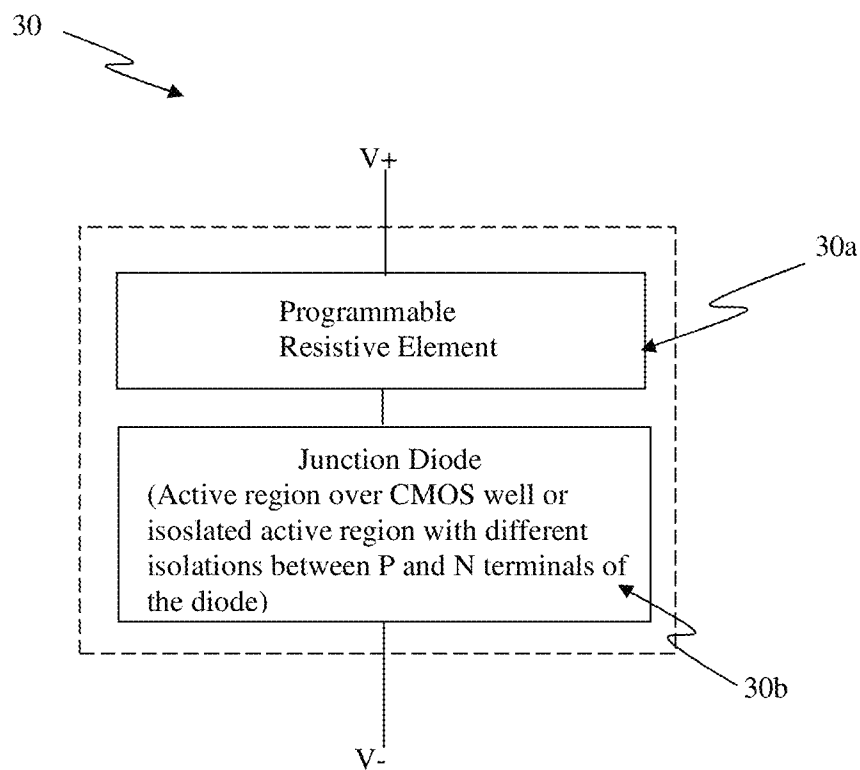 30
V+
30a
Programmable
Resistive Element
Junction Diode
(Active region over CMOS well or
isoslated active region with different
isolations between P and N terminals of
the diode)
30b
V-